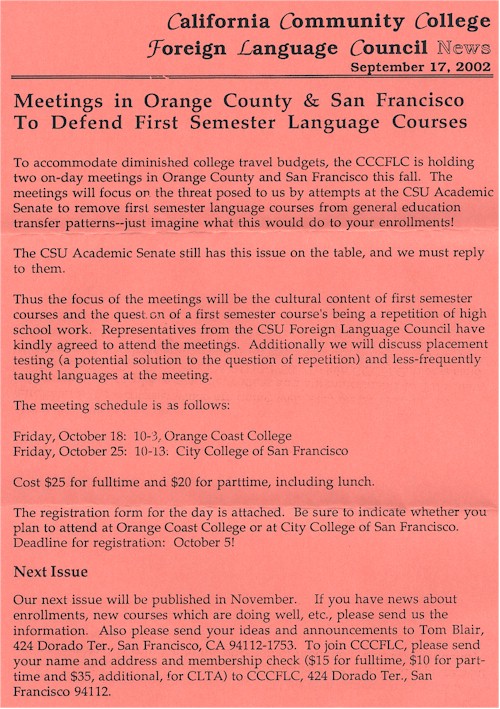 California Community College
Foreign Language Council News
September 17, 2002
Meetings in Orange County & San Francisco
To Defend First Semester Language Courses
To accommodate diminished college travel budgets, the CCCFLC is holding
two on-day meetings in Orange County and San Francisco this fall. The
meetings will focus on the threat posed to us by attempts at the CSU Academic
Senate to remove first semester language courses from general education
transfer patterns--just imagine what this would do to your enrollments!
The CSU Academic Senate still has this issue on the table, and we must reply
to them.
Thus the focus of the meetings will be the cultural content of first semester
courses and the question of a first semester course's being a repetition of high
school work. Representatives from the CSU Foreign Language Council have
kindly agreed to attend the meetings. Additionally we will discuss placement
testing (a potential solution to the question of repetition) and less-frequently
taught languages at the meeting.
The meeting schedule is as follows:
Friday, October 18: 10-3, Orange Coast College
Friday, October 25: 10-13. City College of San Francisco
Cost $25 for fulltime and $20 for parttime, including lunch.
The registration form for the day is attached. Be sure to indicate whether you
plan to attend at Orange Coast College or at City College of San Francisco.
Deadline for registration: October 5!
Next Issue
Our next issue will be published in November. If you have news about
enrollments, new courses which are doing well, etc., please send us the
information. Also please send your ideas and announcements to Tom Blair,
424 Dorado Ter., San Francisco, CA 94112-1753. To join CCCFLC, please send
your name and address and membership check ($15 for fulltime, $10 for part-
time and $35, additional, for CLTA) to CCCFLC, 424 Dorado Ter., San
Francisco 94112.